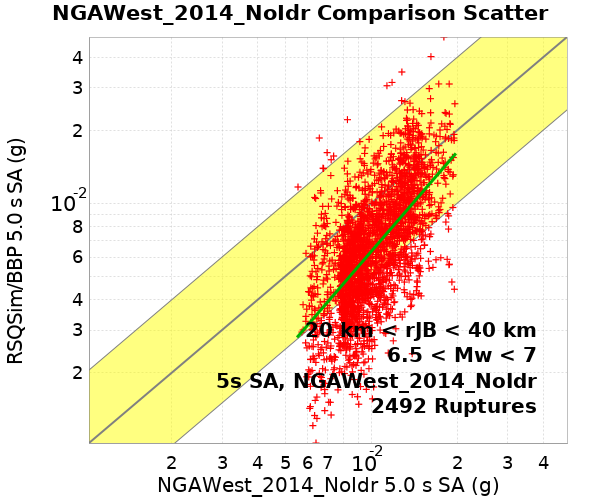 NGAWest_2014_NoIdr Comparison Scatter
RSQSim/BBP 5.0 s SA (g)
4
3
2
10^-2
8
6
4
3
2
20 km < rJB < 40 km
6.5 < Mw < 7
5s SA, NGAWest_2014_NoIdr
2492 Ruptures
2 3 4 5 6 7 10^-2 2 3 4
NGAWest_2014_NoIdr 5.0 s SA (g)